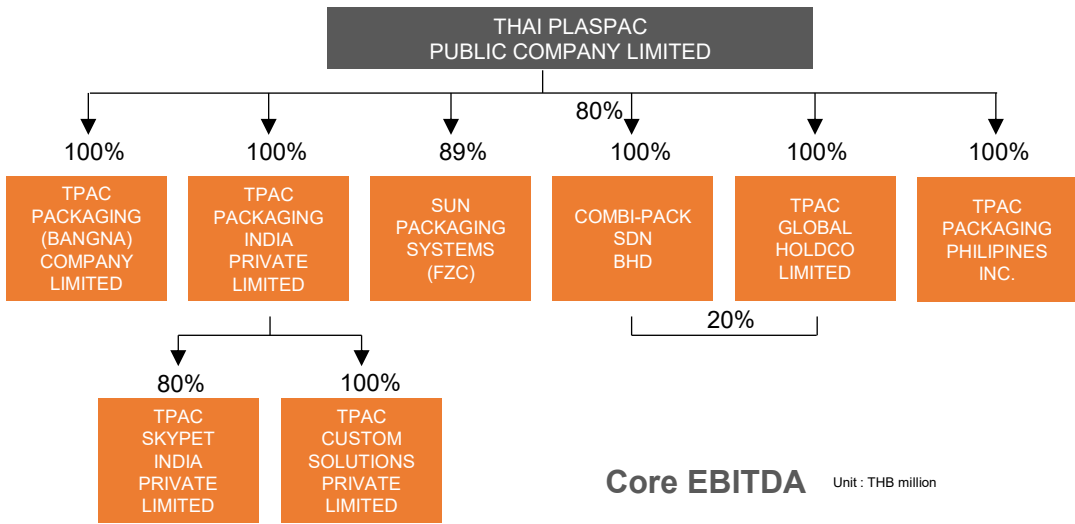 THAI PLASPAC
PUBLIC COMPANY LIMITED
80%
100%
100%
89%
100%
100%
100%
TPAC
PACKAGING
(BANGNA)
COMPANY
LIMITED
TPAC
PACKAGING
INDIA
PRIVATE
LIMITED
SUN
PACKAGING
SYSTEMS
(FZC)
COMBI-PACK
SDN
BHD
TPAC
GLOBAL
HOLDCO
LIMITED
TPAC
PACKAGING
PHILIPINES
INC.
20%
80%
100%
TPAC
SKYPET
INDIA
PRIVATE
LIMITED
TPAC
CUSTOM
SOLUTIONS
PRIVATE
LIMITED
Core EBITDA Unit : THB million